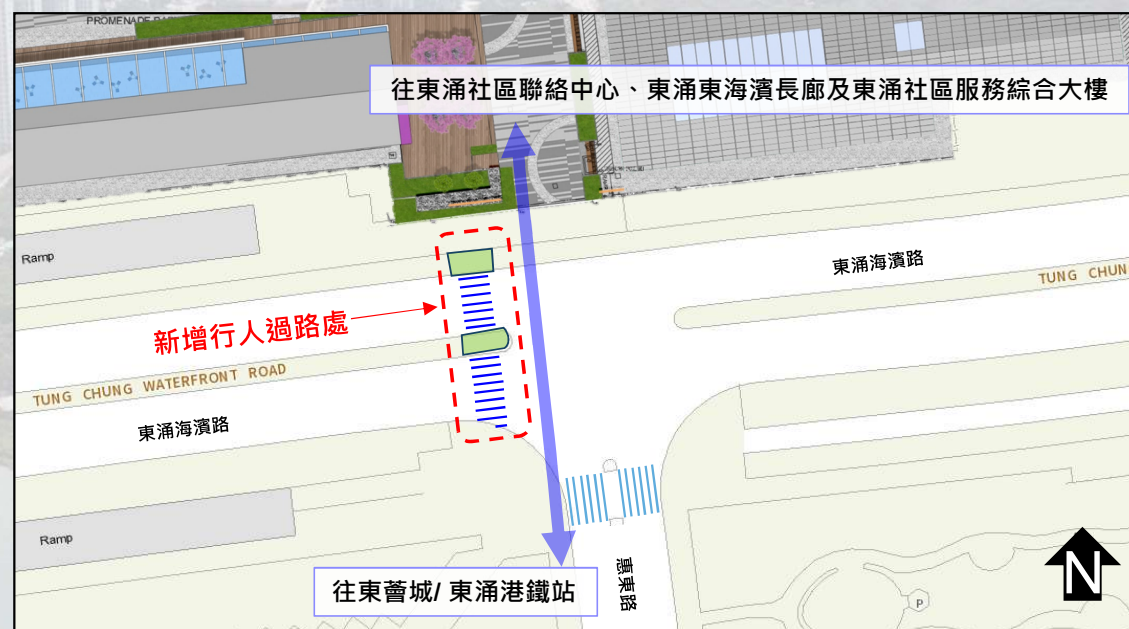 PROMENADE
往東涌社區聯絡中心、東涌東海濱長廊及東涌社區服務綜合大樓
Ramp
東涌海濱路
TUNG CHUN
新增行人過路處
TUNG CHUNG WATERFRONT ROAD
東涌海濱路
Ramp
往東薈城/ 東涌港鐵站
惠東路
P
N